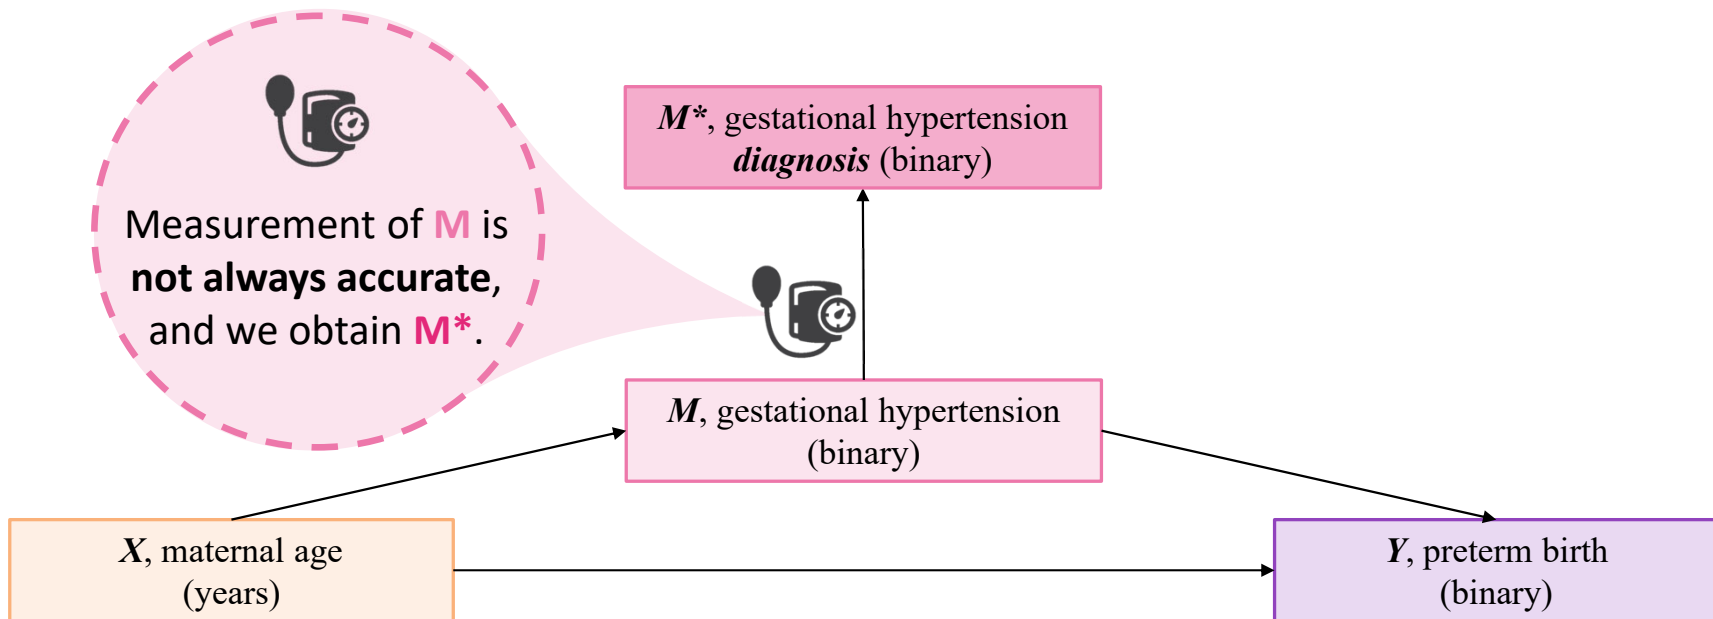 Measurement of M is
not always accurate,
and we obtain M*.
M*, gestational hypertension
diagnosis (binary)
M, gestational hypertension
(binary)
X, maternal age
(years)
Y, preterm birth
(binary)